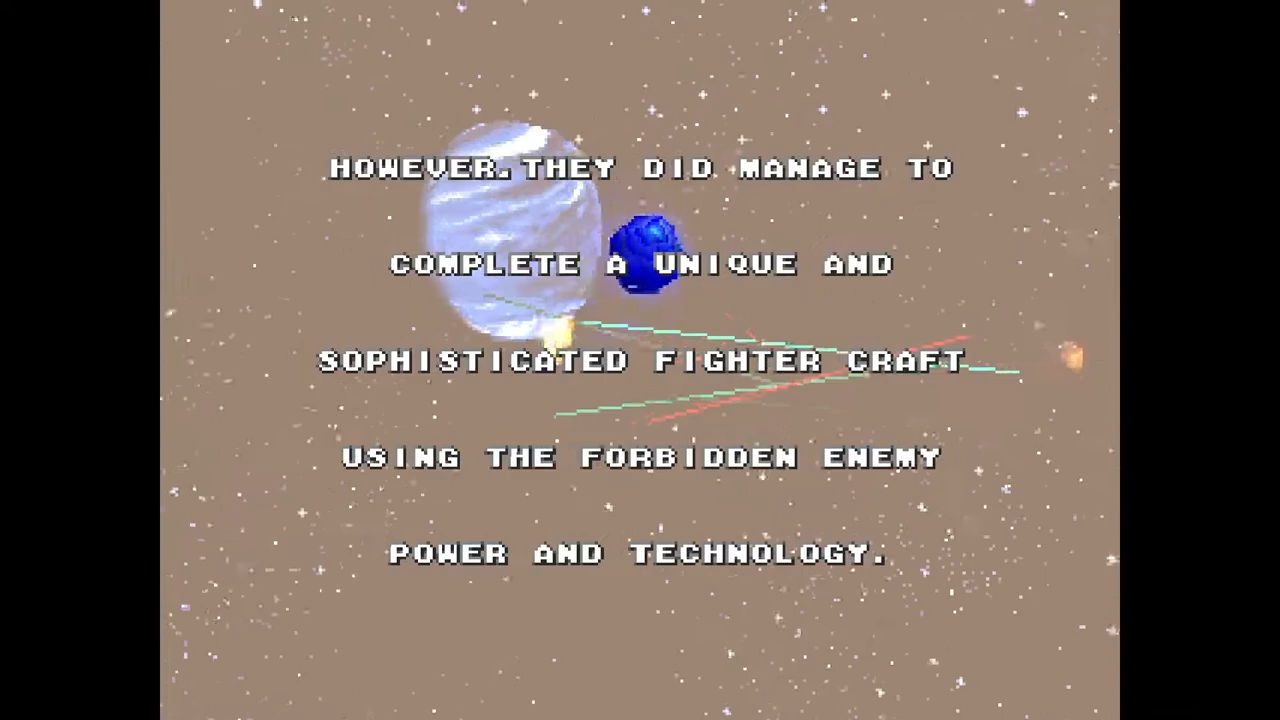 HOWEVER.THEY DID MANAGE TO
COMPLETE A UNIQUE AND
SOPHISTICATED FIGHTER CRAFT
USING THE FORBIDDEN ENEMY
POWER AND TECHNOLOGY.